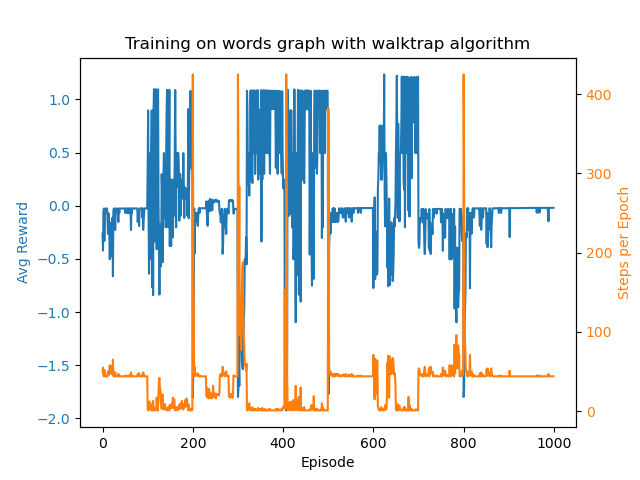 Training on words graph with walktrap algorithm
1.0
0.5
0.0
−0.5
−1.0
−1.5
−2.0
Avg Reward
400
300
200
100
0
Steps per Epoch
0 200 400 600 800 1000
Episode